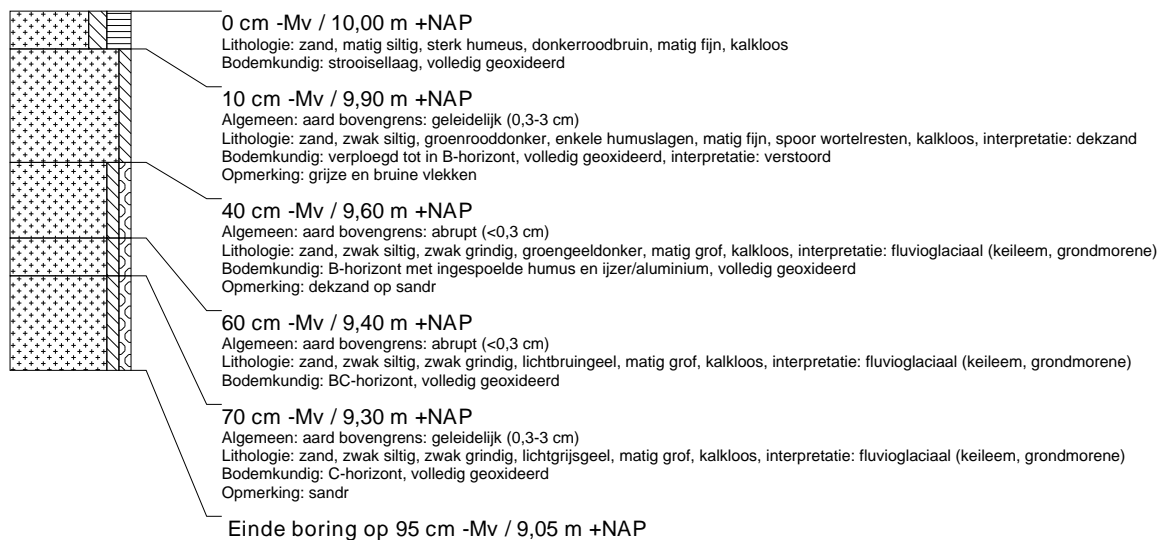 0 cm -Mv / 10,00 m +NAP
Lithologie: zand, matig siltig, sterk humeus, donkerroodbruin, matig fijn, kalkloos
Bodemkundig: strooisellaag, volledig geoxideerd
10 cm -Mv / 9,90 m +NAP
Algemeen: aard bovengrens: geleidelijk (0,3-3 cm)
Lithologie: zand, zwak siltig, groenrooddonker, enkele humuslagen, matig fijn, spoor wortelresten, kalkloos, interpretatie: dekzand
Bodemkundig: verploegd tot in B-horizont, volledig geoxideerd, interpretatie: verstoord
Opmerking: grijze en bruine vlekken
40 cm -Mv / 9,60 m +NAP
Algemeen: aard bovengrens: abrupt (<0,3 cm)
Lithologie: zand, zwak siltig, zwak grindig, groengeeldonker, matig grof, kalkloos, interpretatie: fluvioglaciaal (keileem, grondmorene)
Bodemkundig: B-horizont met ingespoelde humus en ijzer/aluminium, volledig geoxideerd
Opmerking: dekzand op sandr
60 cm -Mv / 9,40 m +NAP
Algemeen: aard bovengrens: abrupt (<0,3 cm)
Lithologie: zand, zwak siltig, zwak grindig, lichtbruingeel, matig grof, kalkloos, interpretatie: fluvioglaciaal (keileem, grondmorene)
Bodemkundig: BC-horizont, volledig geoxideerd
70 cm -Mv / 9,30 m +NAP
Algemeen: aard bovengrens: geleidelijk (0,3-3 cm)
Lithologie: zand, zwak siltig, zwak grindig, lichtgrijsgeel, matig grof, kalkloos, interpretatie: fluvioglaciaal (keileem, grondmorene)
Bodemkundig: C-horizont, volledig geoxideerd
Opmerking: sandr
Einde boring op 95 cm -Mv / 9,05 m +NAP